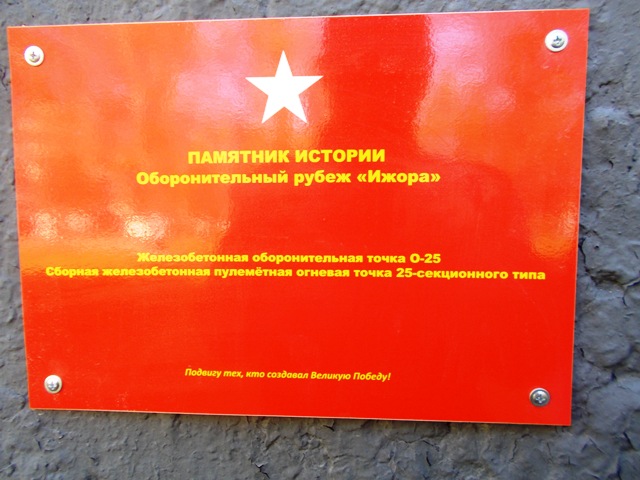 ПАМЯТНИК ИСТОРИИ
Оборонительный рубеж «Ижора»
Железобетонная оборонительная точка О-25
Сборная железобетонная пулемётная огневая точка 25-секционного типа
Подвигу тех, кто создавал Великую Победу!